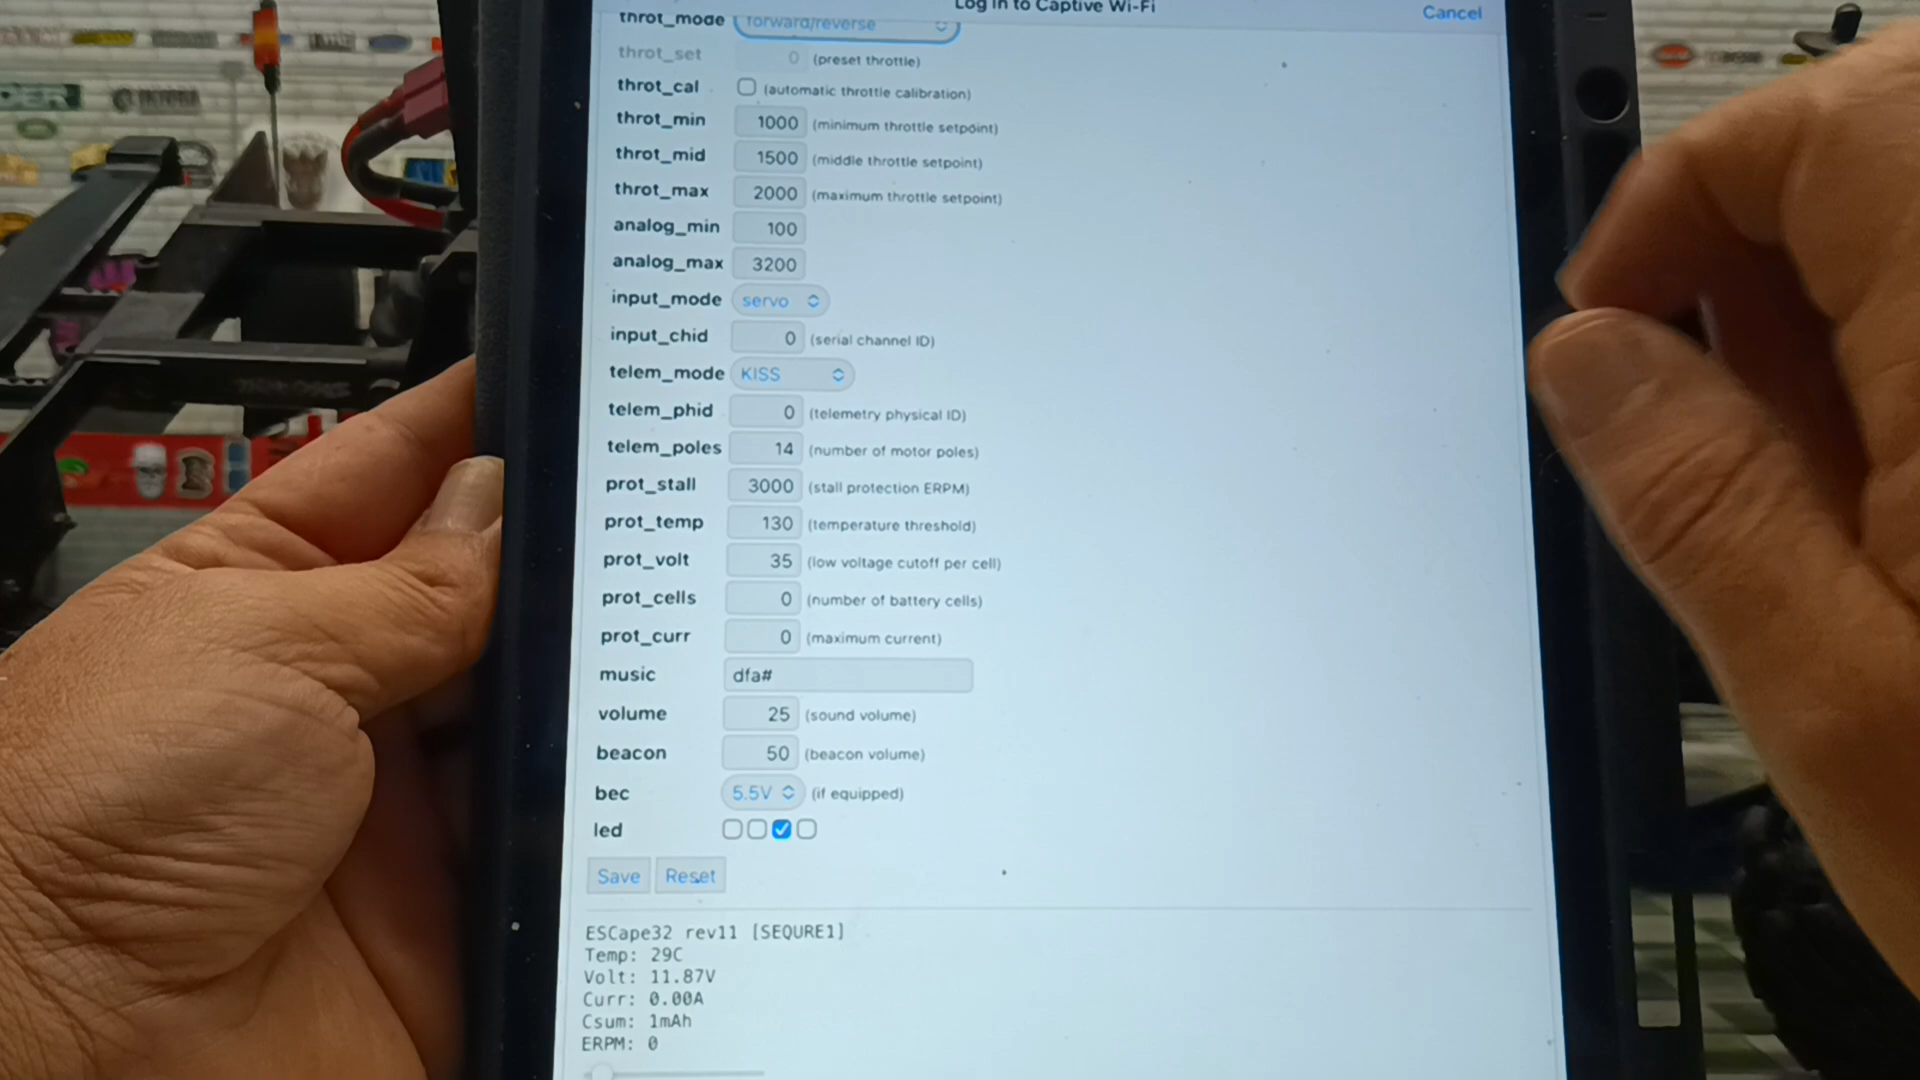 Log in to Captive Wi-Fi
Cancel
throt_mode forward/reverse
throt_set 0 (preset throttle)
throt_cal (automatic throttle calibration)
throt_min 1000 (minimum throttle setpoint)
throt_mid 1500 (middle throttle setpoint)
throt_max 2000 (maximum throttle setpoint)
analog_min 100
analog_max 3200
input_mode servo
input_chid 0 (serial channel ID)
telem_mode KISS
telem_phid 0 (telemetry physical ID)
telem_poles 14 (number of motor poles)
prot_stall 3000 (stall protection ERPM)
prot_temp 130 (temperature threshold)
prot_volt 35 (low voltage cutoff per cell)
prot_cells 0 (number of battery cells)
prot_curr 0 (maximum current)
music dfa#
volume 25 (sound volume)
beacon 50 (beacon volume)
bec 5.5V (if equipped)
led
Save Reset
ESCape32 rev11 [SEQURE1]
Temp: 29C
Volt: 11.87V
Curr: 0.00A
Csum: 1mAh
ERPM: 0